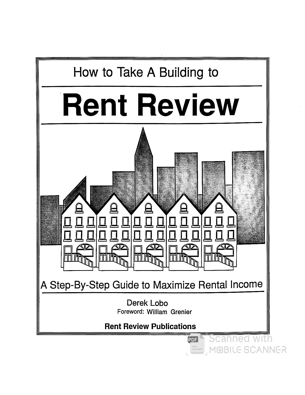 How to Take A Building to
Rent Review
A Step-By-Step Guide to Maximize Rental Income
Derek Lobo
Foreword: William Grenier
Rent Review Publications
PDF
Scanned with
MOBILE SCANNER